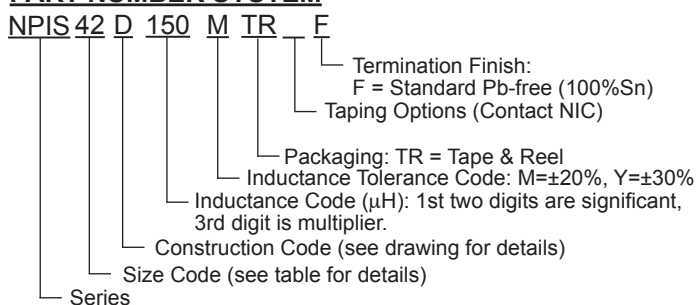 PART NUMBER SYSTEM
NPIS 42 D 150 M TR _ F
Termination Finish:
F = Standard Pb-free (100%Sn)
Taping Options (Contact NIC)
Packaging: TR = Tape & Reel
Inductance Tolerance Code: M=±20%, Y=±30%
Inductance Code (μH): 1st two digits are significant,
3rd digit is multiplier.
Construction Code (see drawing for details)
Size Code (see table for details)
Series